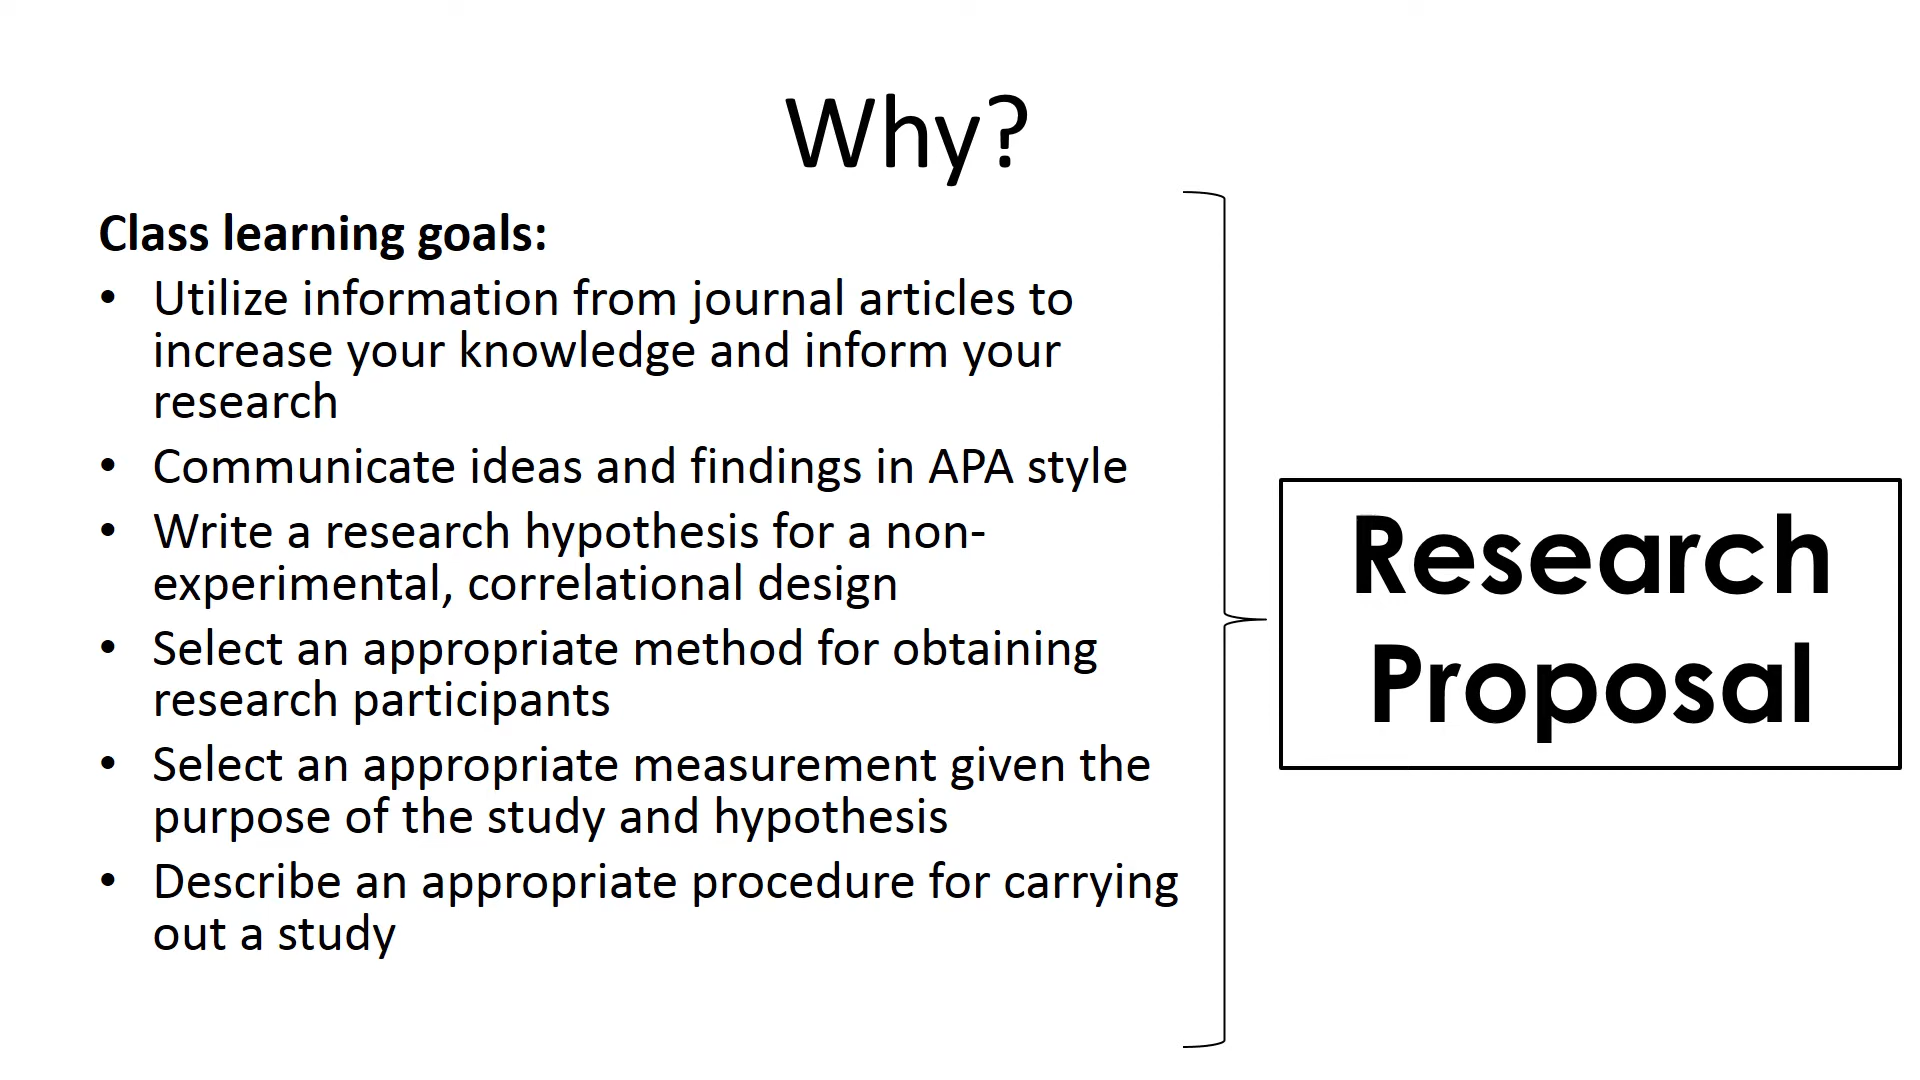 Why?
Class learning goals:
• Utilize information from journal articles to
increase your knowledge and inform your
research
• Communicate ideas and findings in APA style
• Write a research hypothesis for a non-
experimental, correlational design
• Select an appropriate method for obtaining
research participants
• Select an appropriate measurement given the
purpose of the study and hypothesis
• Describe an appropriate procedure for carrying
out a study
Research
Proposal